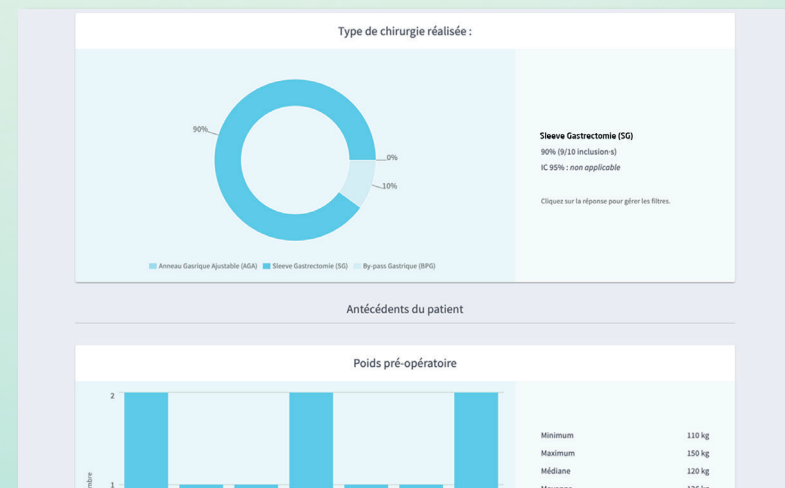 Type de chirurgie réalisée :
90%
0%
10%
Anneau Gasrique Ajustable (AGA) Sleeve Gastrectomie (SG) By-pass Gastrique (BPG)
Sleeve Gastrectomie (SG)
90% (9/10 inclusion·s)
IC 95% : non applicable
Cliquez sur la réponse pour gérer les filtres.
Antécédents du patient
Poids pré-opératoire
2
1
Minimum 110 kg
Maximum 150 kg
Médiane 120 kg